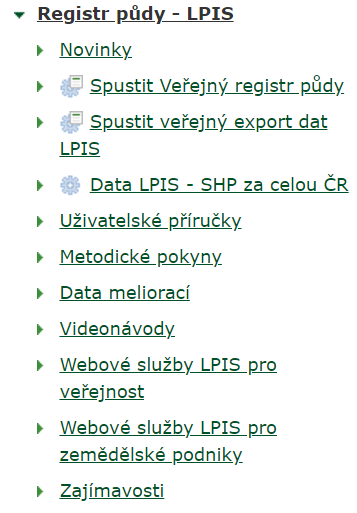 Registr půdy - LPIS
Novinky
Spustit Veřejný registr půdy
Spustit veřejný export dat
LPIS
Data LPIS - SHP za celou ČR
Uživatelské příručky
Metodické pokyny
Data meliorací
Videonávody
Webové služby LPIS pro
veřejnost
Webové služby LPIS pro
zemědělské podniky
Zajímavosti